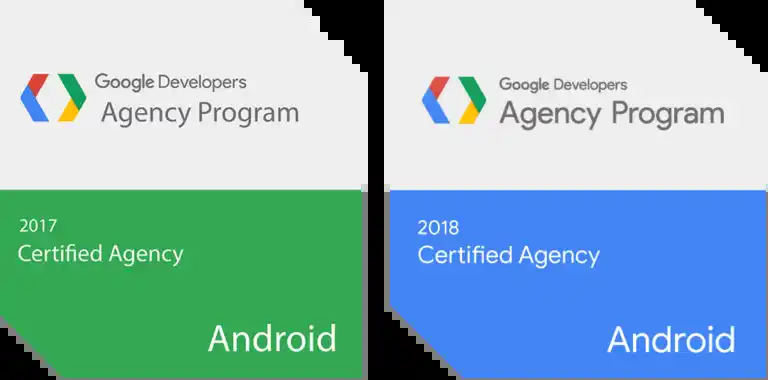 Google Developers
Agency Program
2017
Certified Agency
Android
Google Developers
Agency Program
2018
Certified Agency
Android